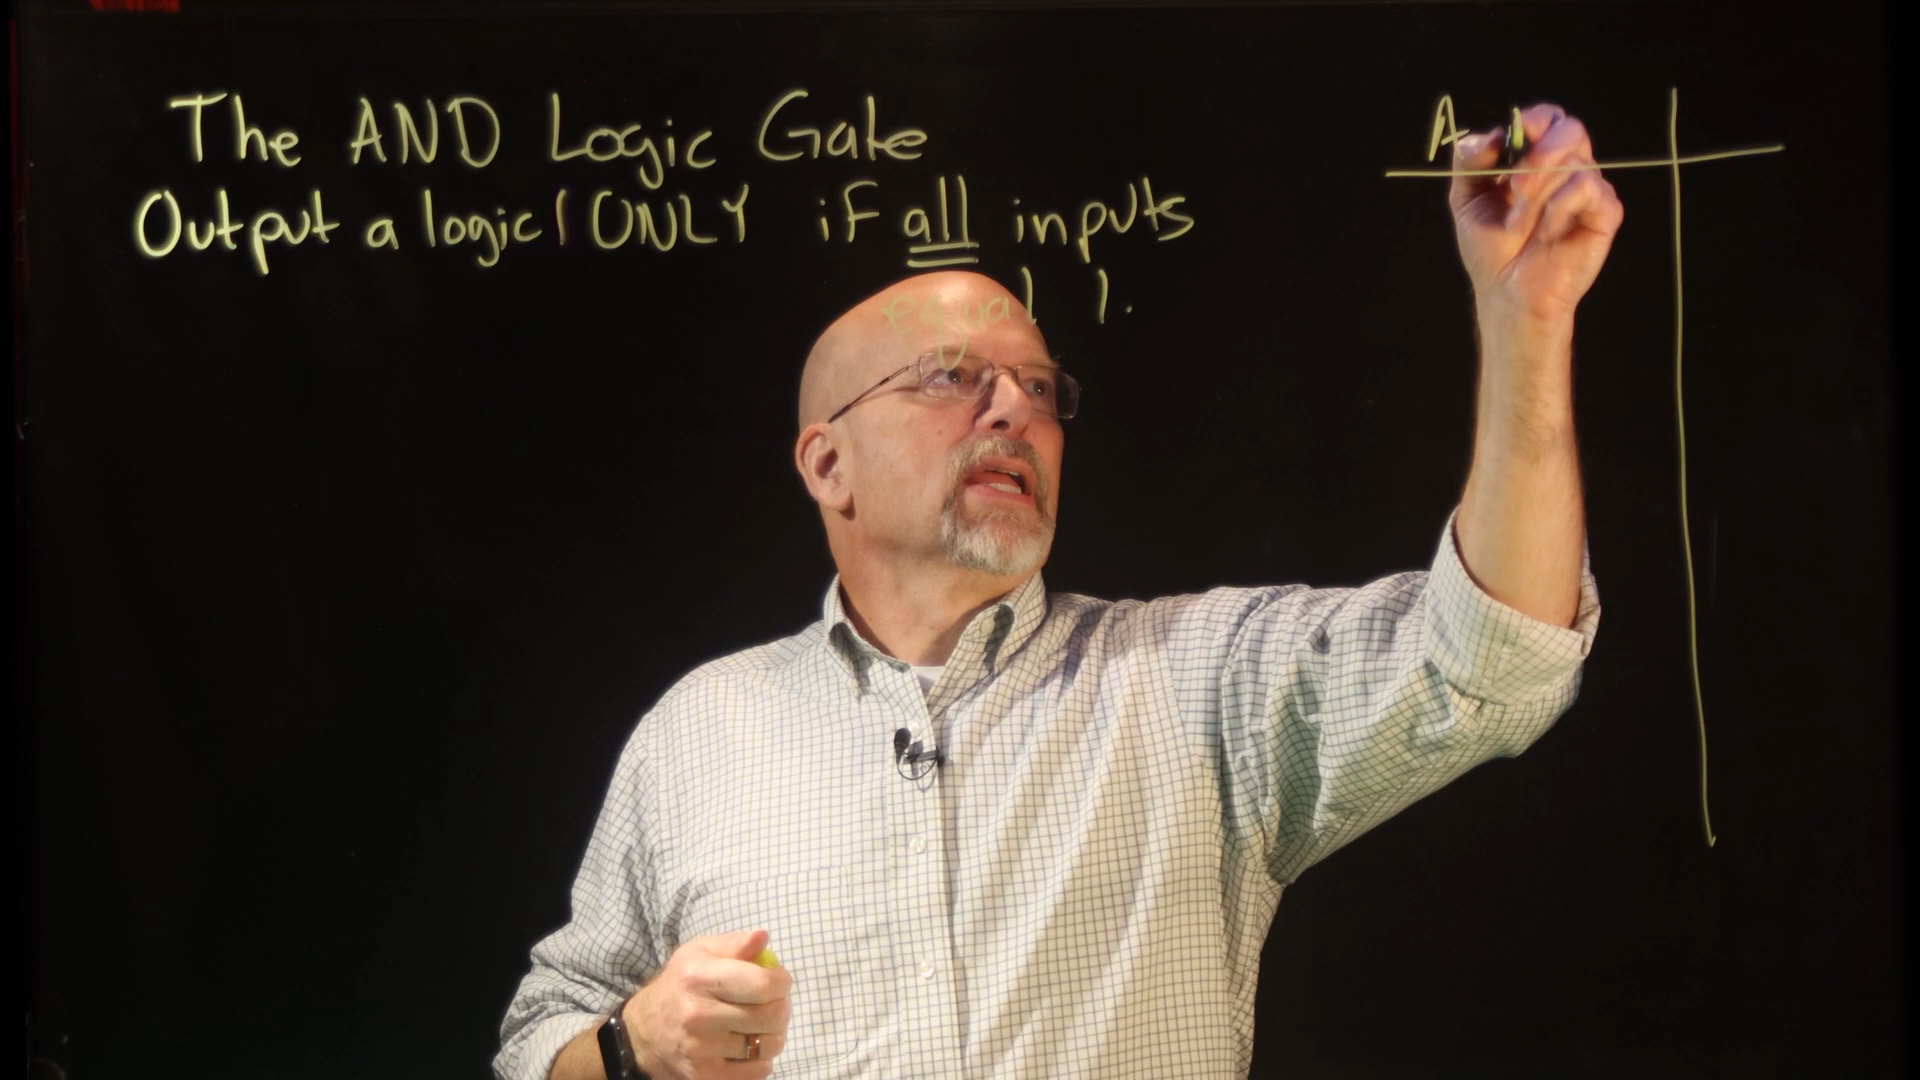 The AND Logic Gate
Output a logic 1 ONLY if all inputs
equal 1.
A